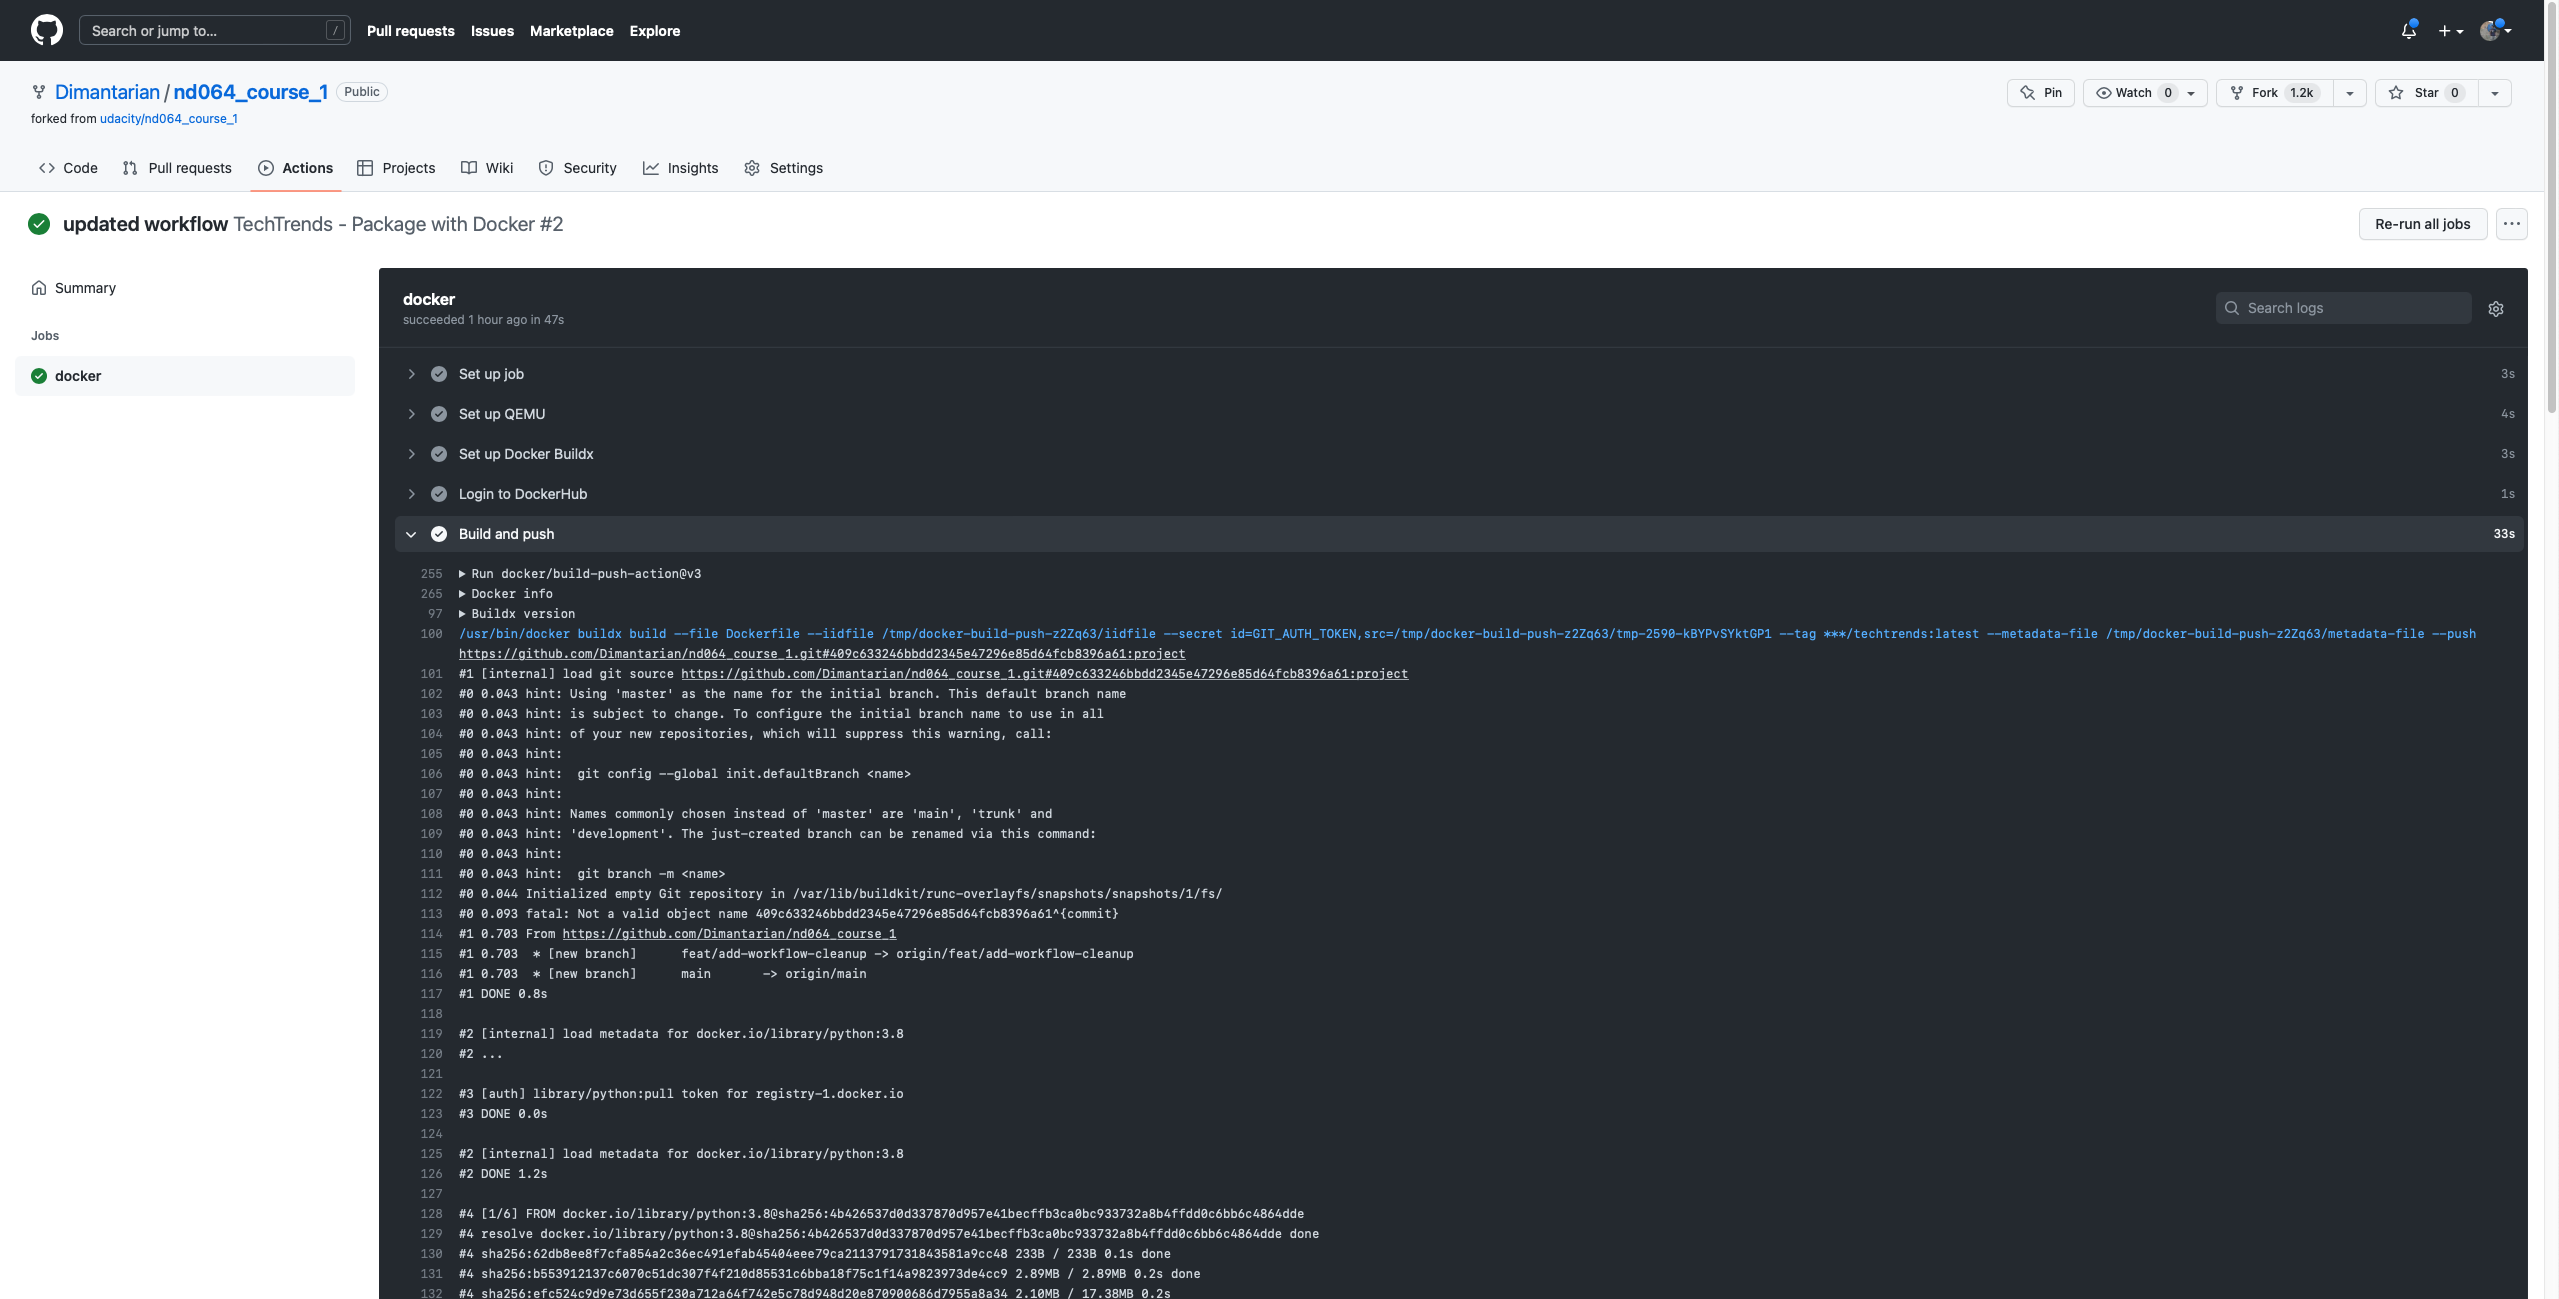 Search or jump to... / Pull requests Issues Marketplace Explore
Dimantarian / nd064_course_1 Public Pin Watch 0 Fork 1.2k Star 0
forked from udacity/nd064_course_1
Code Pull requests Actions Projects Wiki Security Insights Settings
updated workflow TechTrends - Package with Docker #2 Re-run all jobs ...
Summary
Jobs
docker
docker
succeeded 1 hour ago in 47s
Search logs
Set up job 3s
Set up QEMU 4s
Set up Docker Buildx 3s
Login to DockerHub 1s
Build and push 33s
255 Run docker/build-push-action@v3
265 Docker info
97 Buildx version
100 /usr/bin/docker buildx build --file Dockerfile --iidfile /tmp/docker-build-push-z2Zq63/iidfile --secret id=GIT_AUTH_TOKEN,src=/tmp/docker-build-push-z2Zq63/tmp-2590-kBYPvSYktGP1 --tag ***/techtrends:latest --metadata-file /tmp/docker-build-push-z2Zq63/metadata-file --push
https://github.com/Dimantarian/nd064_course_1.git#409c633246bbdd2345e47296e85d64fcb8396a61:project
101 #1 [internal] load git source https://github.com/Dimantarian/nd064_course_1.git#409c633246bbdd2345e47296e85d64fcb8396a61:project
102 #0 0.043 hint: Using 'master' as the name for the initial branch. This default branch name
103 #0 0.043 hint: is subject to change. To configure the initial branch name to use in all
104 #0 0.043 hint: of your new repositories, which will suppress this warning, call:
105 #0 0.043 hint:
106 #0 0.043 hint:  git config --global init.defaultBranch <name>
107 #0 0.043 hint:
108 #0 0.043 hint: Names commonly chosen instead of 'master' are 'main', 'trunk' and
109 #0 0.043 hint: 'development'. The just-created branch can be renamed via this command:
110 #0 0.043 hint:
111 #0 0.043 hint:  git branch -m <name>
112 #0 0.044 Initialized empty Git repository in /var/lib/buildkit/runc-overlayfs/snapshots/snapshots/1/fs/
113 #0 0.093 fatal: Not a valid object name 409c633246bbdd2345e47296e85d64fcb8396a61^{commit}
114 #1 0.703 From https://github.com/Dimantarian/nd064_course_1
115 #1 0.703  * [new branch]      feat/add-workflow-cleanup -> origin/feat/add-workflow-cleanup
116 #1 0.703  * [new branch]      main       -> origin/main
117 #1 DONE 0.8s
118
119 #2 [internal] load metadata for docker.io/library/python:3.8
120 #2 ...
121
122 #3 [auth] library/python:pull token for registry-1.docker.io
123 #3 DONE 0.0s
124
125 #2 [internal] load metadata for docker.io/library/python:3.8
126 #2 DONE 1.2s
127
128 #4 [1/6] FROM docker.io/library/python:3.8@sha256:4b426537d0d337870d957e41becffb3ca0bc933732a8b4ffdd0c6bb6c4864dde
129 #4 resolve docker.io/library/python:3.8@sha256:4b426537d0d337870d957e41becffb3ca0bc933732a8b4ffdd0c6bb6c4864dde done
130 #4 sha256:62db8ee8f7cfa854a2c36ec491efab45404eee79ca2113791731843581a9cc48 233B / 233B 0.1s done
131 #4 sha256:b553912137c6070c51dc307f4f210d85531c6bba18f75c1f14a9823973de4cc9 2.89MB / 2.89MB 0.2s done
132 #4 sha256:efc524c9d9e73d655f230a712a64f742e5c78d948d20e870900686d7955a8a34 2.10MB / 17.38MB 0.2s